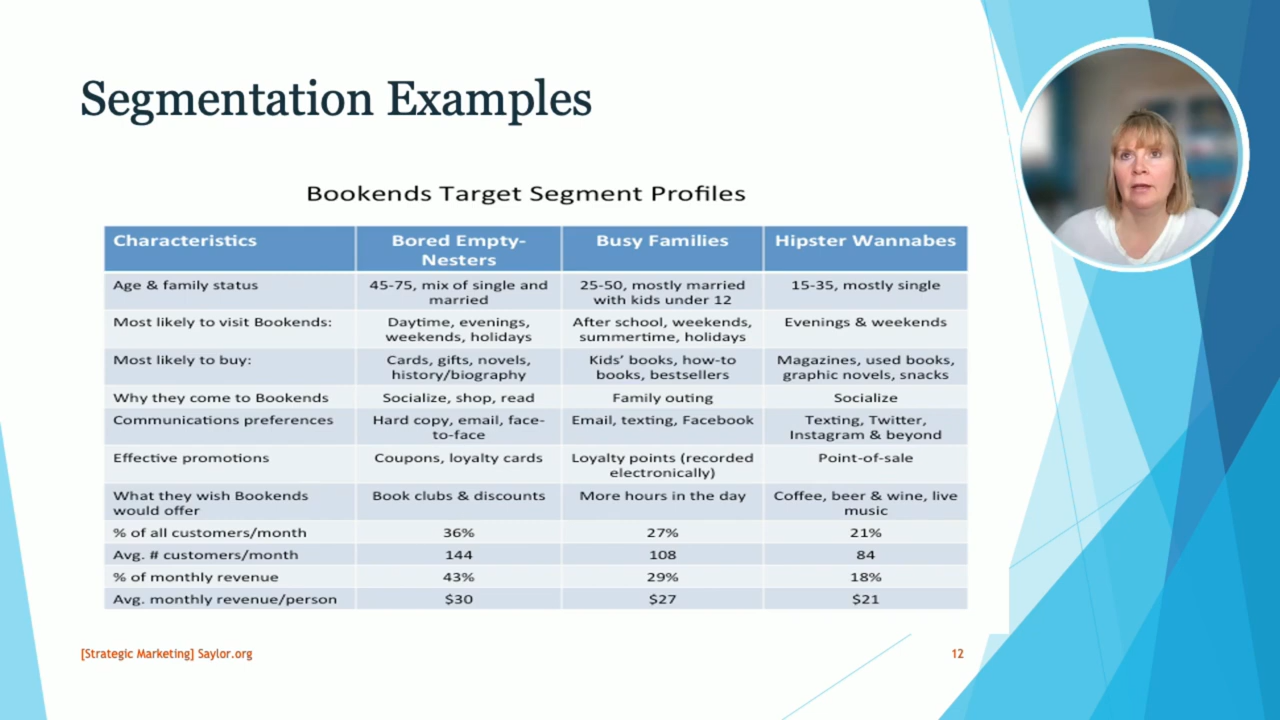 Segmentation Examples
Bookends Target Segment Profiles
Characteristics
Bored Empty-
Nesters
Busy Families
Hipster Wannabes
Age & family status
45-75, mix of single and
married
25-50, mostly married
with kids under 12
15-35, mostly single
Most likely to visit Bookends:
Daytime, evenings,
weekends, holidays
After school, weekends,
summertime, holidays
Evenings & weekends
Most likely to buy:
Cards, gifts, novels,
history/biography
Kids’ books, how-to
books, bestsellers
Magazines, used books,
graphic novels, snacks
Why they come to Bookends
Socialize, shop, read
Family outing
Socialize
Communications preferences
Hard copy, email, face-
to-face
Email, texting, Facebook
Texting, Twitter,
Instagram & beyond
Effective promotions
Coupons, loyalty cards
Loyalty points (recorded
electronically)
Point-of-sale
What they wish Bookends
would offer
Book clubs & discounts
More hours in the day
Coffee, beer & wine, live
music
% of all customers/month
36%
27%
21%
Avg. # customers/month
144
108
84
% of monthly revenue
43%
29%
18%
Avg. monthly revenue/person
$30
$27
$21
[Strategic Marketing] Saylor.org
12